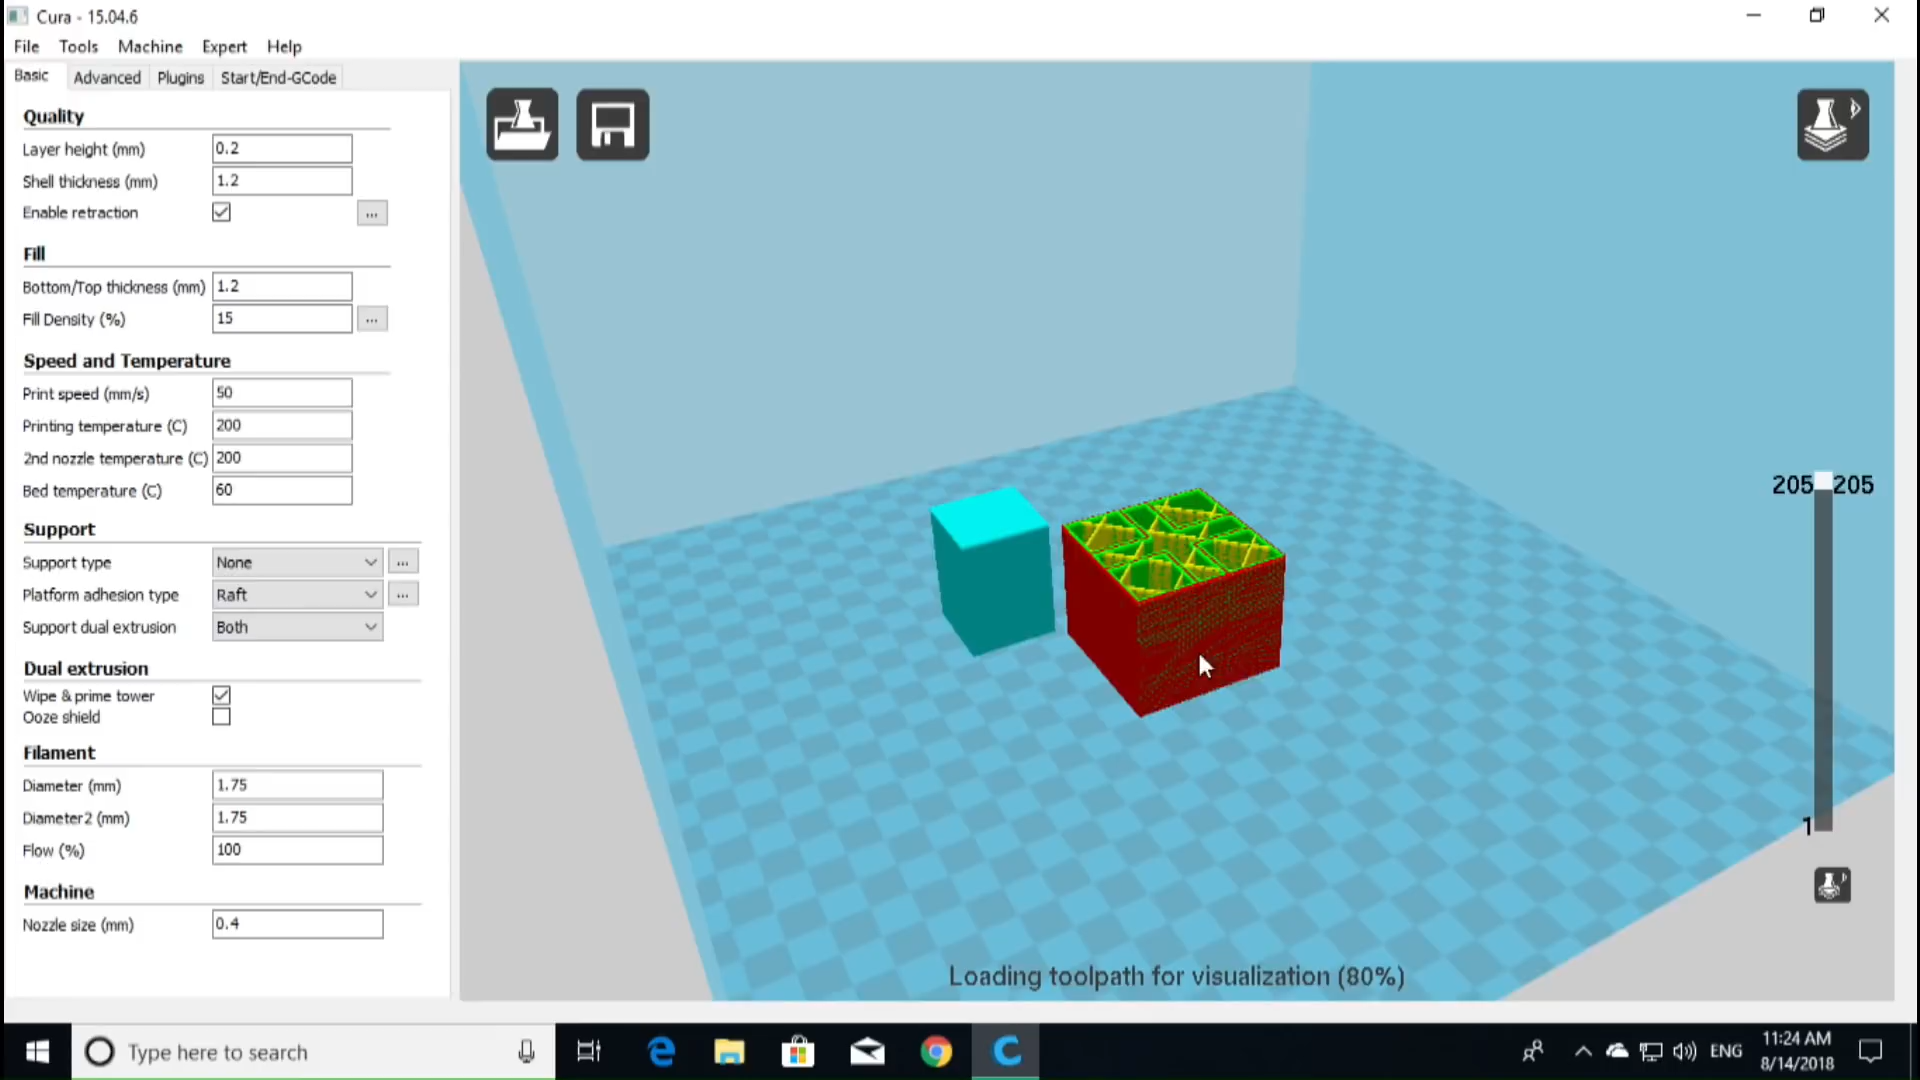 Cura - 15.04.6
File Tools Machine Expert Help
Basic Advanced Plugins Start/End-GCode
Quality
Layer height (mm) 0.2
Shell thickness (mm) 1.2
Enable retraction ...
Fill
Bottom/Top thickness (mm) 1.2
Fill Density (%) 15 ...
Speed and Temperature
Print speed (mm/s) 50
Printing temperature (C) 200
2nd nozzle temperature (C) 200
Bed temperature (C) 60
Support
Support type None ...
Platform adhesion type Raft ...
Support dual extrusion Both
Dual extrusion
Wipe & prime tower
Ooze shield
Filament
Diameter (mm) 1.75
Diameter2 (mm) 1.75
Flow (%) 100
Machine
Nozzle size (mm) 0.4
205 205
1
Loading toolpath for visualization (80%)
Type here to search
ENG
11:24 AM
8/14/2018